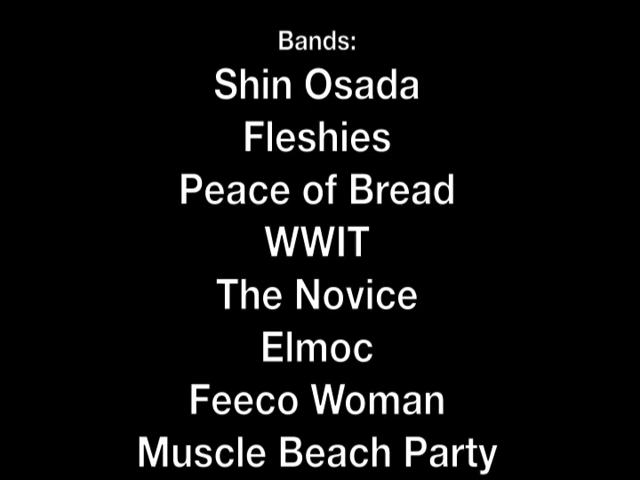 Bands:
Shin Osada
Fleshies
Peace of Bread
WWIT
The Novice
Elmoc
Feeco Woman
Muscle Beach Party